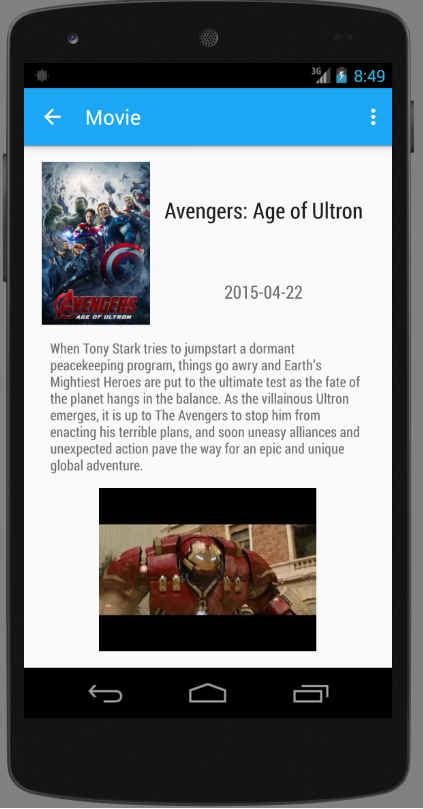 3G 8:49
Movie
AVENGERS
AGE OF ULTRON
Avengers: Age of Ultron
2015-04-22
When Tony Stark tries to jumpstart a dormant
peacekeeping program, things go awry and Earth’s
Mightiest Heroes are put to the ultimate test as the fate of
the planet hangs in the balance. As the villainous Ultron
emerges, it is up to The Avengers to stop him from
enacting his terrible plans, and soon uneasy alliances and
unexpected action pave the way for an epic and unique
global adventure.